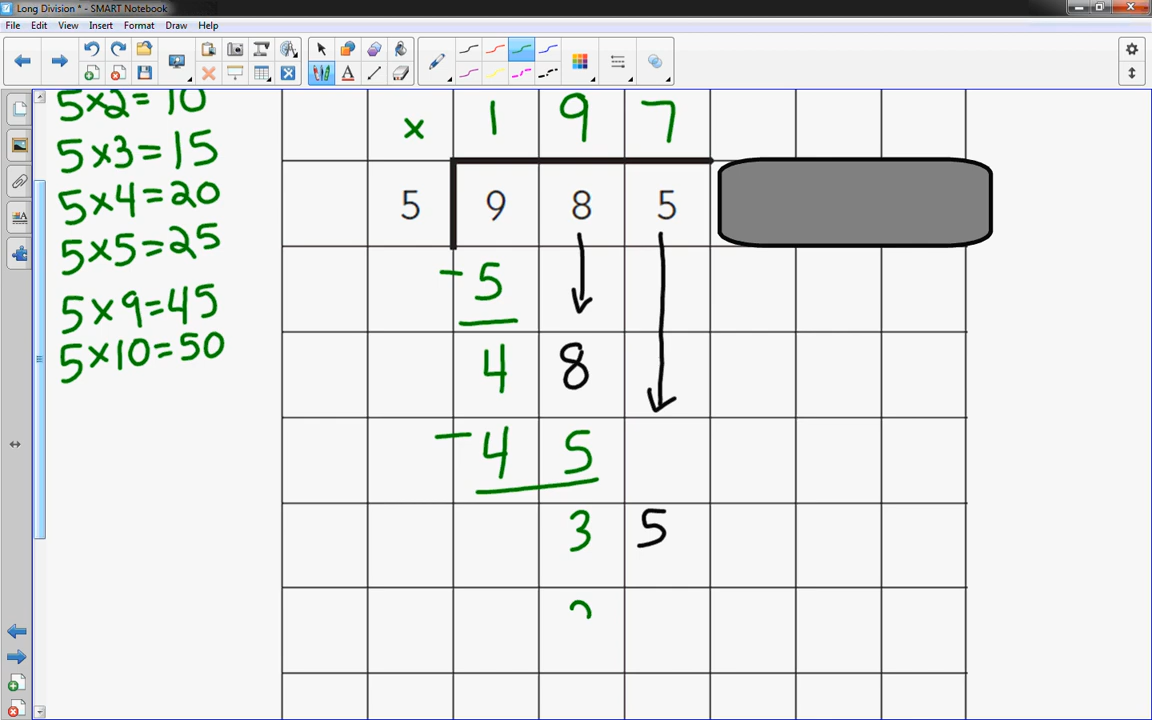 Long Division * - SMART Notebook
File Edit View Insert Format Draw Help
5×2=10
5×3=15
5×4=20
5×5=25
5×9=45
5×10=50
× 1 9 7
5 9 8 5
-5
4 8
-4 5
3 5